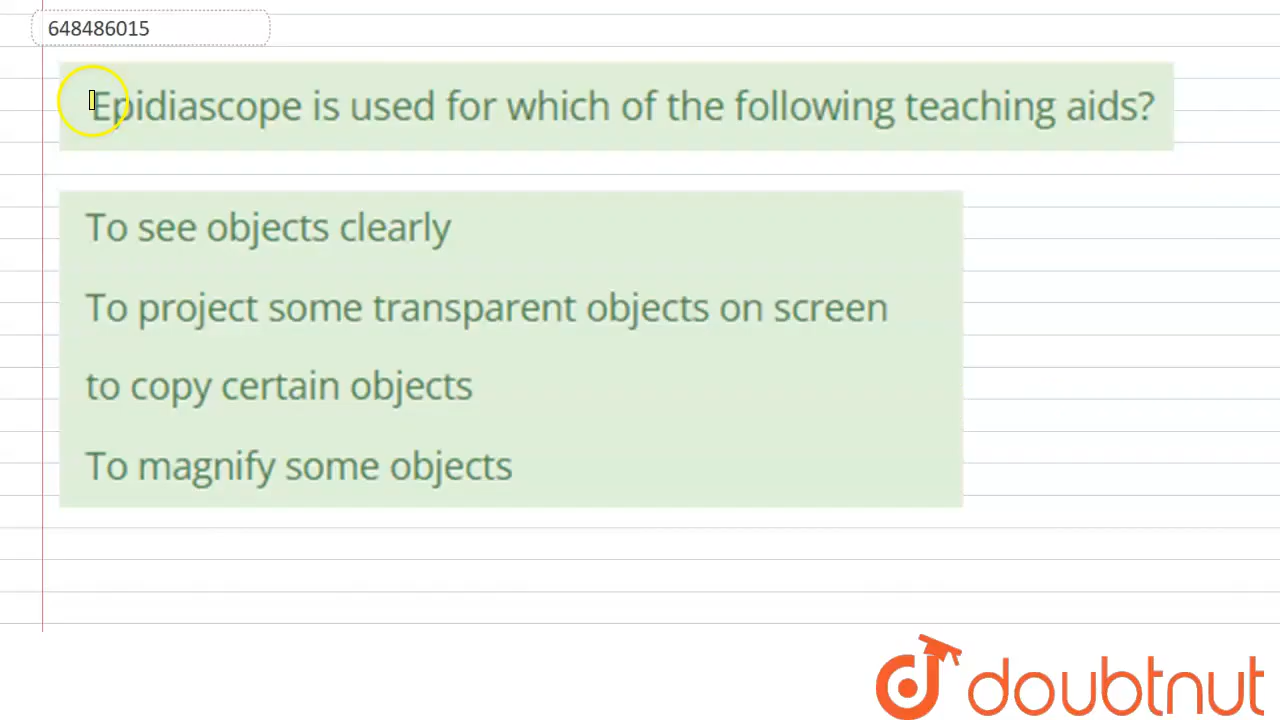 648486015
Epidiascope is used for which of the following teaching aids?
To see objects clearly
To project some transparent objects on screen
to copy certain objects
To magnify some objects
doubtnut